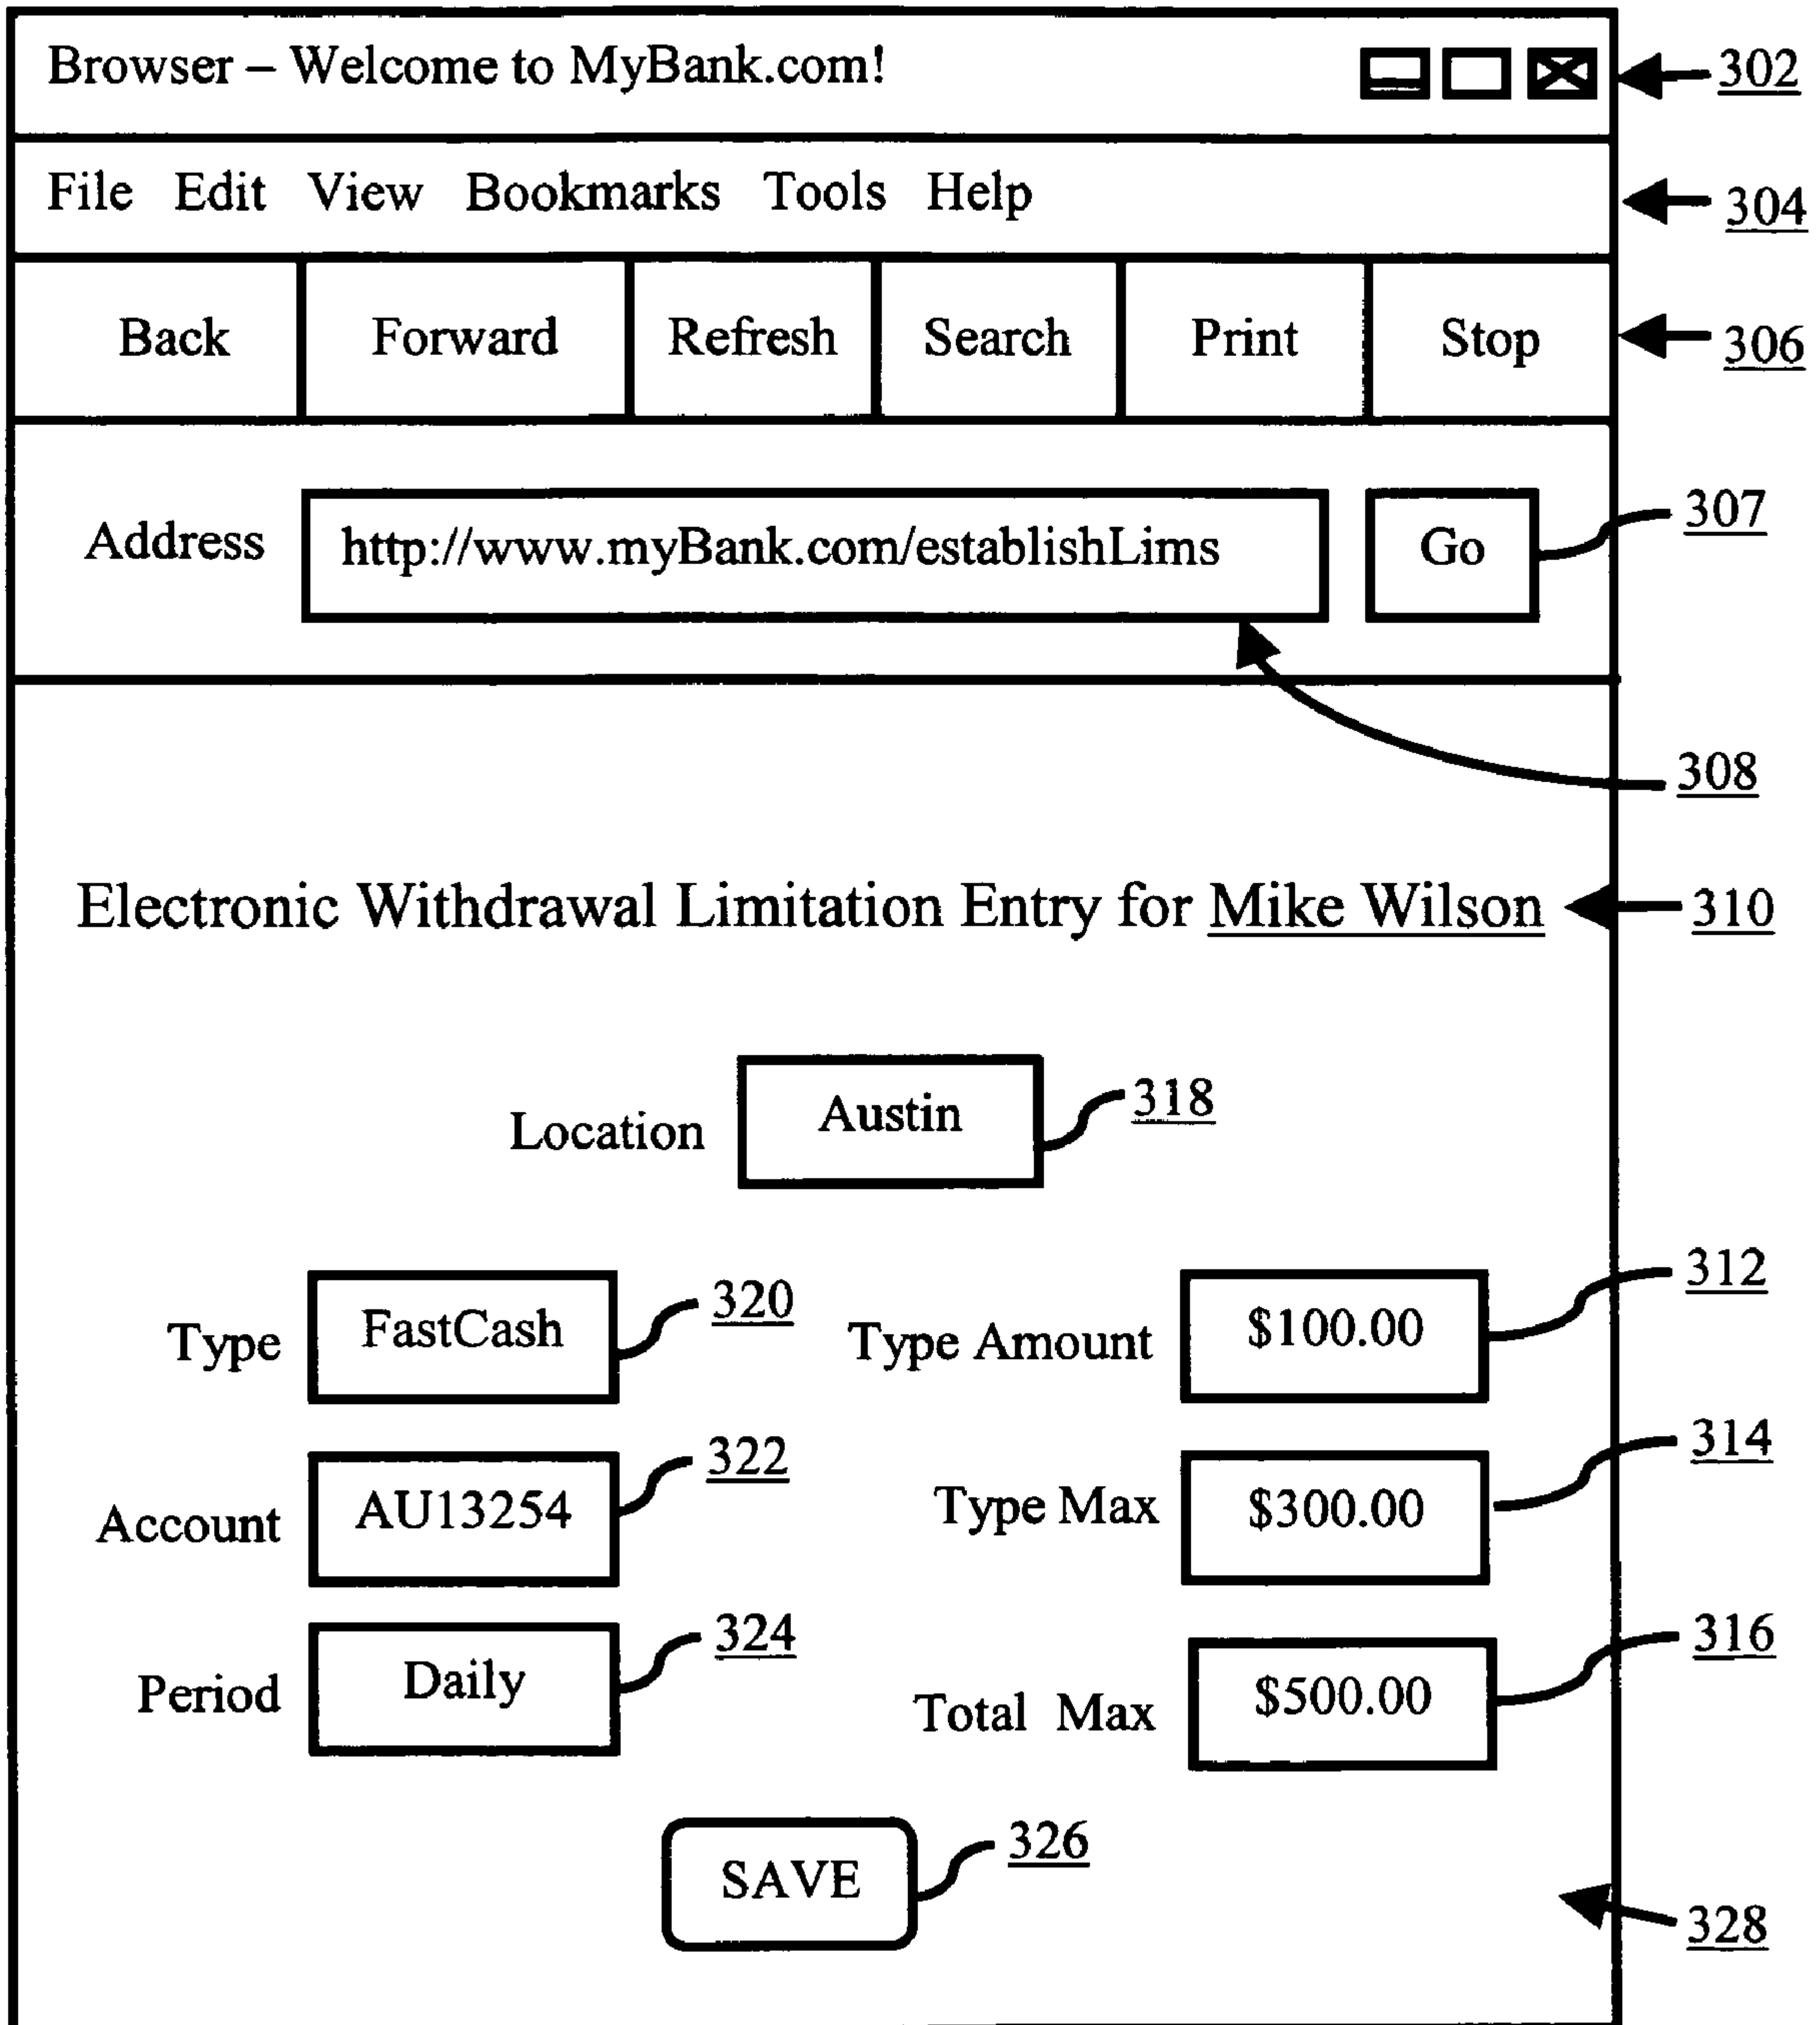 Browser – Welcome to MyBank.com!
302
File Edit View Bookmarks Tools Help
304
Back Forward Refresh Search Print Stop
306
Address http://www.myBank.com/establishLims Go
307
308
Electronic Withdrawal Limitation Entry for Mike Wilson
310
Location Austin 318
Type FastCash 320 Type Amount $100.00 312
Account AU13254 322 Type Max $300.00 314
Period Daily 324 Total Max $500.00 316
SAVE 326
328